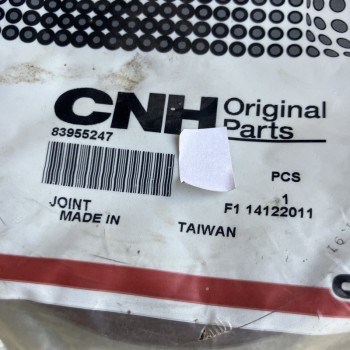 CNH Original
Parts
83955247
PCS
1
JOINT
F1 14122011
MADE IN TAIWAN